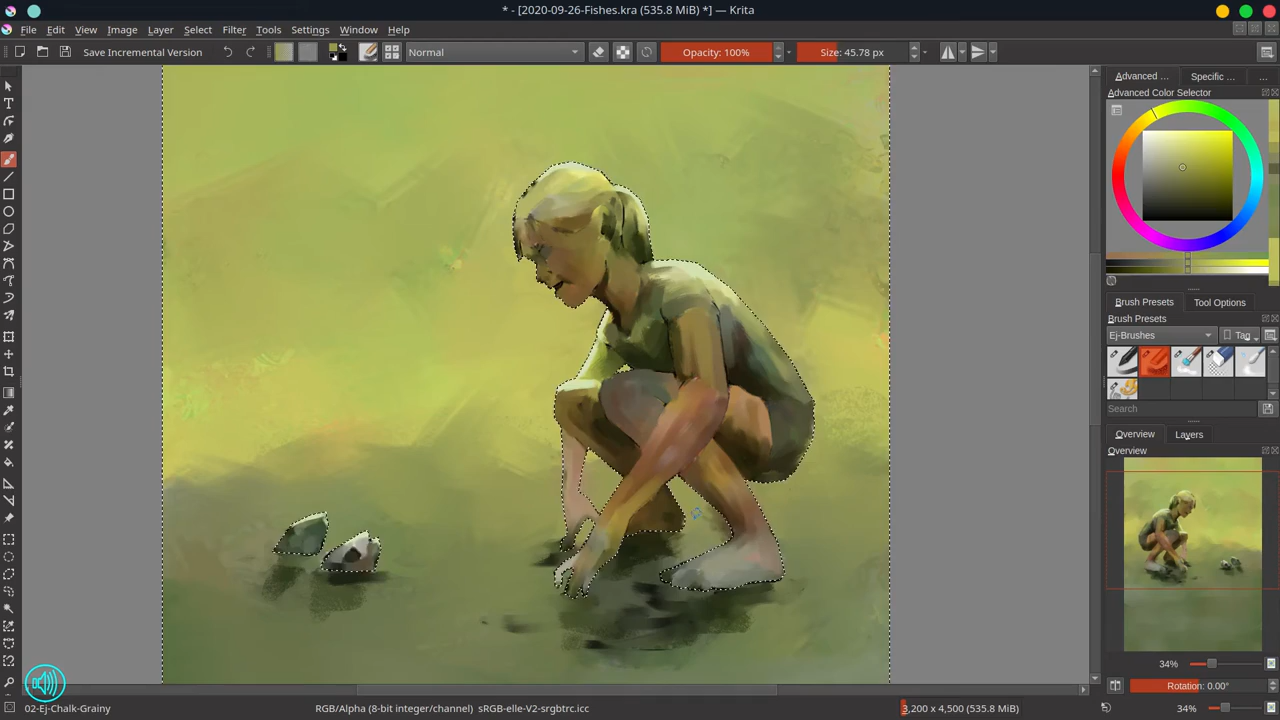 * - [2020-09-26-Fishes.kra (535.8 MiB) *] — Krita
File Edit View Image Layer Select Filter Tools Settings Window Help
Save Incremental Version Normal Opacity: 100% Size: 45.78 px
Advanced ... Specific ... ...
Advanced Color Selector
Brush Presets Tool Options
Brush Presets
Ej-Brushes Tag
Search
Overview Layers
Overview
34%
Rotation: 0.00°
02-Ej-Chalk-Grainy RGB/Alpha (8-bit integer/channel) sRGB-elle-V2-srgbtrc.icc 3,200 x 4,500 (535.8 MiB) 34%